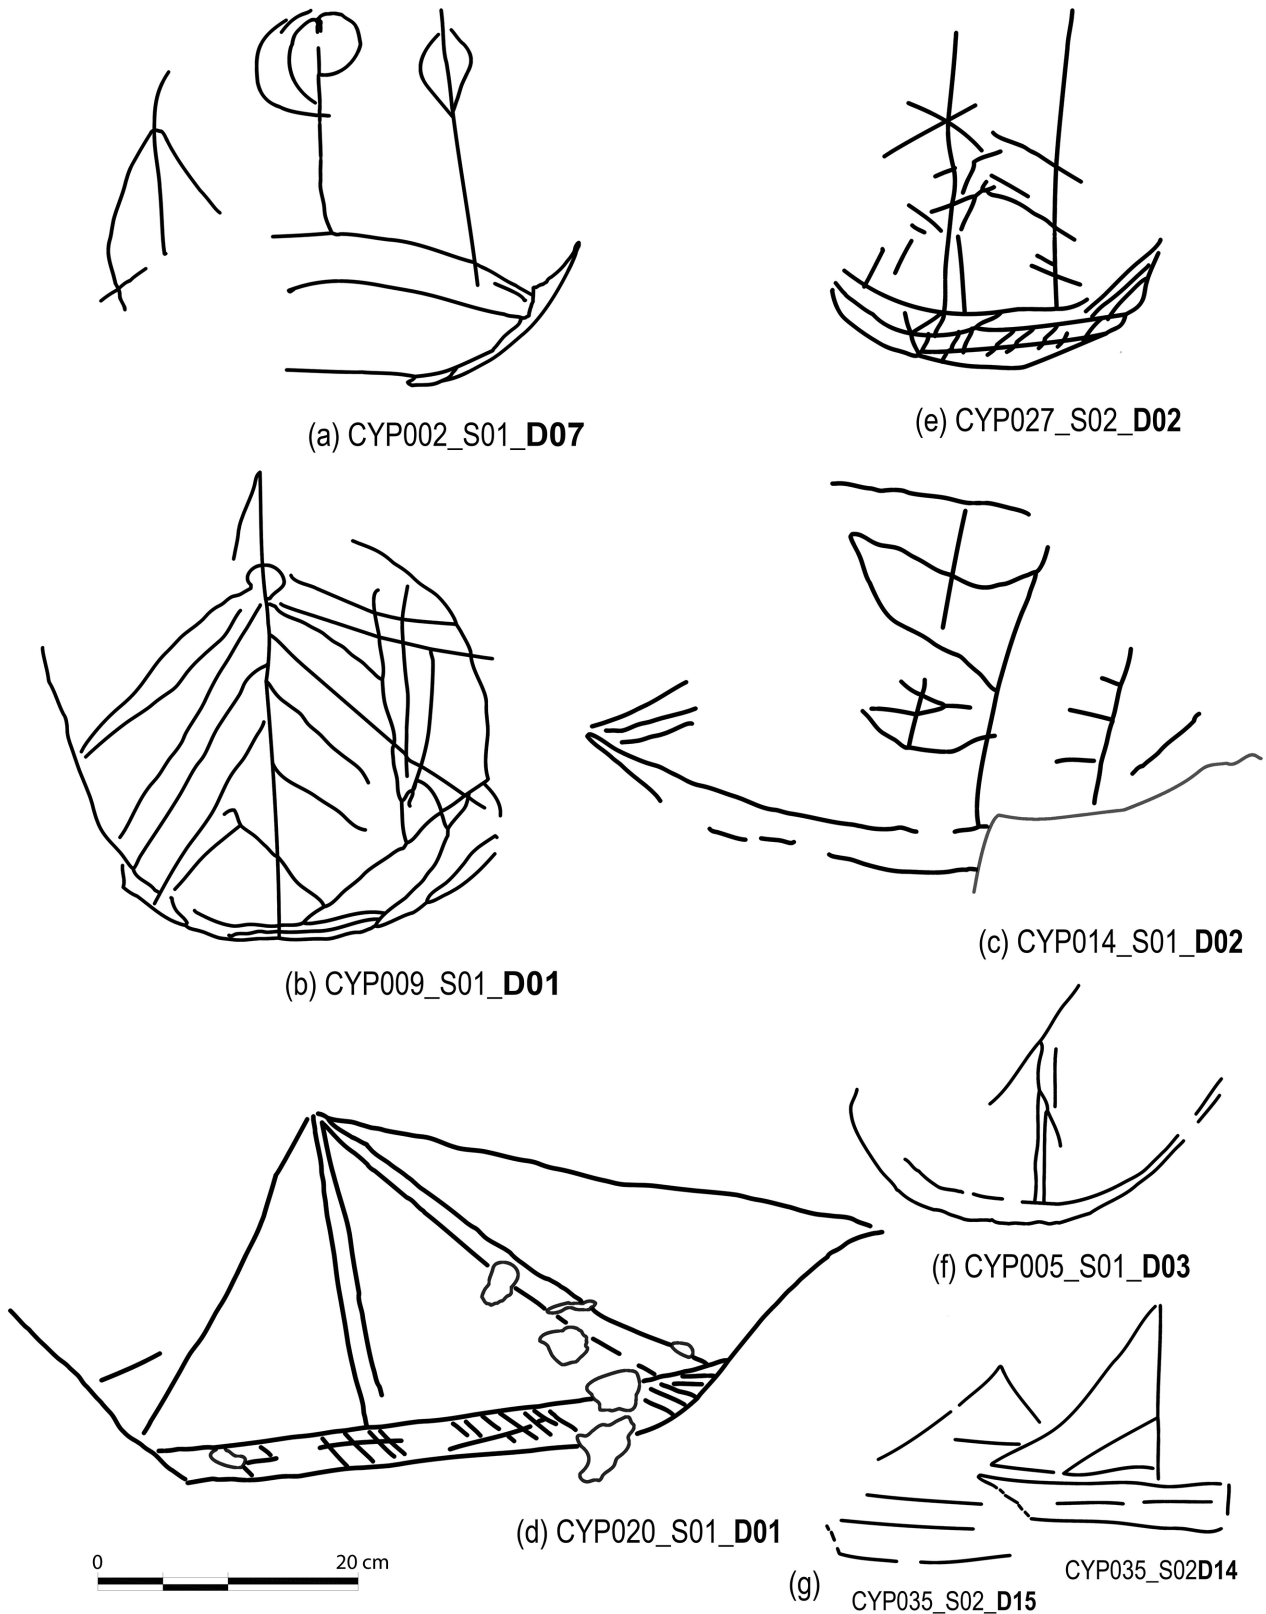 (a) CYP002_S01_D07
(e) CYP027_S02_D02
(b) CYP009_S01_D01
(c) CYP014_S01_D02
(f) CYP005_S01_D03
(d) CYP020_S01_D01
0 20 cm
(g)
CYP035_S02D14
CYP035_S02_D15